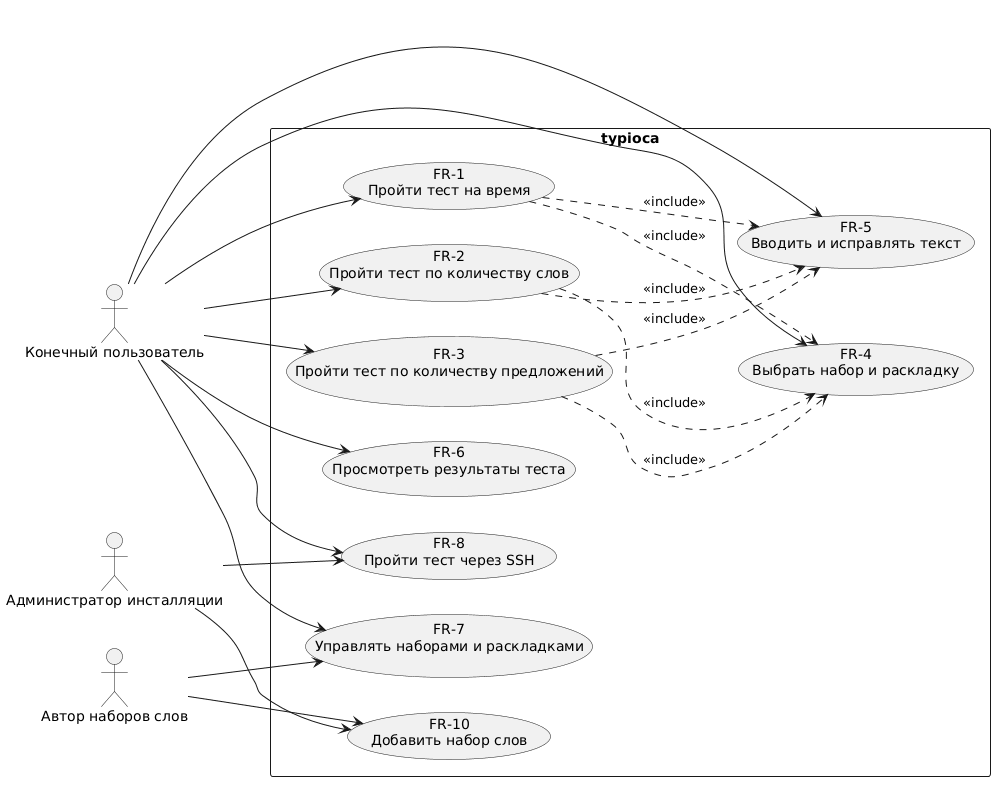 typioca
FR-1
Пройти тест на время
«include»
FR-5
Вводить и исправлять текст
«include»
FR-2
Пройти тест по количеству слов
«include»
«include»
Конечный пользователь
FR-3
Пройти тест по количеству предложений
FR-4
Выбрать набор и раскладку
«include»
FR-6
Просмотреть результаты теста
«include»
FR-8
Пройти тест через SSH
Администратор инсталляции
FR-7
Управлять наборами и раскладками
Автор наборов слов
FR-10
Добавить набор слов